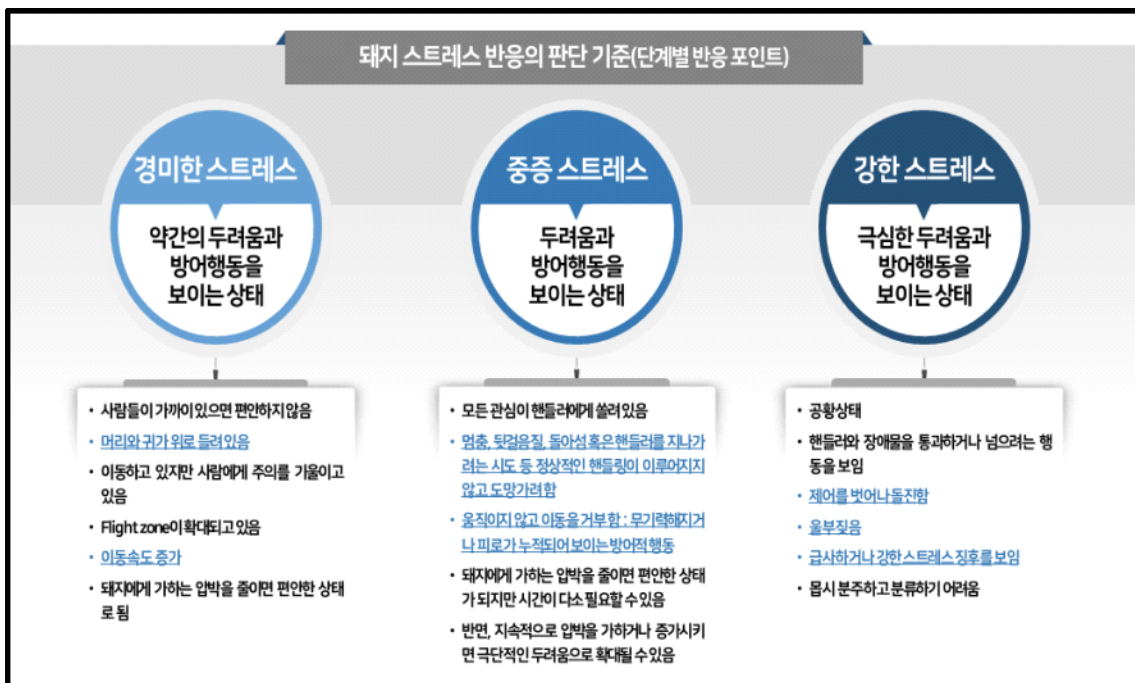 돼지 스트레스 반응의 판단 기준(단계별 반응 포인트)
경미한 스트레스
약간의 두려움과
방어행동을
보이는 상태
• 사람들이 가까이 있으면 편안하지 않음
• 머리와 귀가 위로 들려 있음
• 이동하고 있지만 사람에게 주의를 기울이고
있음
• Flight zone이 확대되고 있음
• 이동속도 증가
• 돼지에게 가하는 압박을 줄이면 편안한 상태
로 됨
중증 스트레스
두려움과
방어행동을
보이는 상태
• 모든 관심이 핸들러에게 쏠려 있음
• 멈춤, 뒷걸음질, 돌아섬 혹은 핸들러를 지나가
려는 시도 등 정상적인 핸들링이 이루어지지
않고 도망가려 함
• 움직이지 않고 이동을 거부함 : 무기력해지거
나 피로가 누적되어 보이는 방어적 행동
• 돼지에게 가하는 압박을 줄이면 편안한 상태
가 되지만 시간이 다소 필요할 수 있음
• 반면, 지속적으로 압박을 가하거나 증가시키
면 극단적인 두려움으로 확대될 수 있음
강한 스트레스
극심한 두려움과
방어행동을
보이는 상태
• 공황상태
• 핸들러와 장애물을 통과하거나 넘으려는 행
동을 보임
• 제어를 벗어나 돌진함
• 울부짖음
• 급사하거나 강한 스트레스 징후를 보임
• 몹시 분주하고 분류하기 어려움